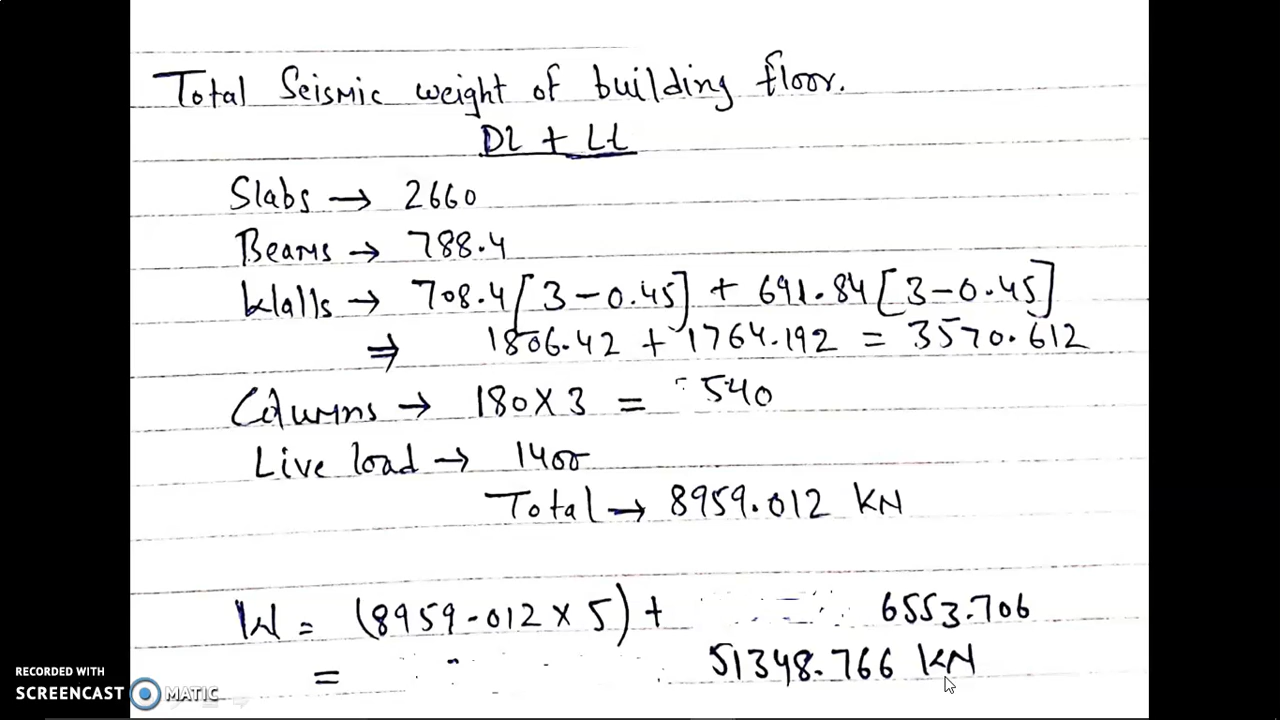 Total Seismic weight of building floor.
DL + LL
Slabs → 2660
Beams → 788.4
Walls → 708.4[3-0.45] + 691.84[3-0.45]
⇒ 1806.42 + 1764.192 = 3570.612
Columns → 180X3 = 540
Live load → 1400
Total → 8959.012 KN
W = (8959.012 x 5) + 6553.706
= 51348.766 KN
RECORDED WITH
SCREENCAST MATIC